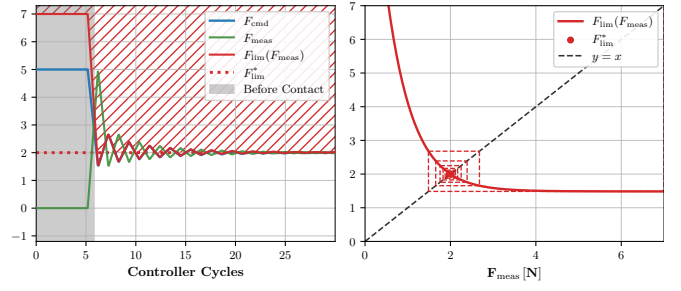 7
6
5
4
3
2
1
0
−1
0
5
10
15
20
25
Controller Cycles
F_cmd
F_meas
F_lim(F_meas)
F*_lim
Before Contact
7
6
5
4
3
2
1
0
0
2
4
6
F_meas[N]
F_lim(F_meas)
F*_lim
y = x